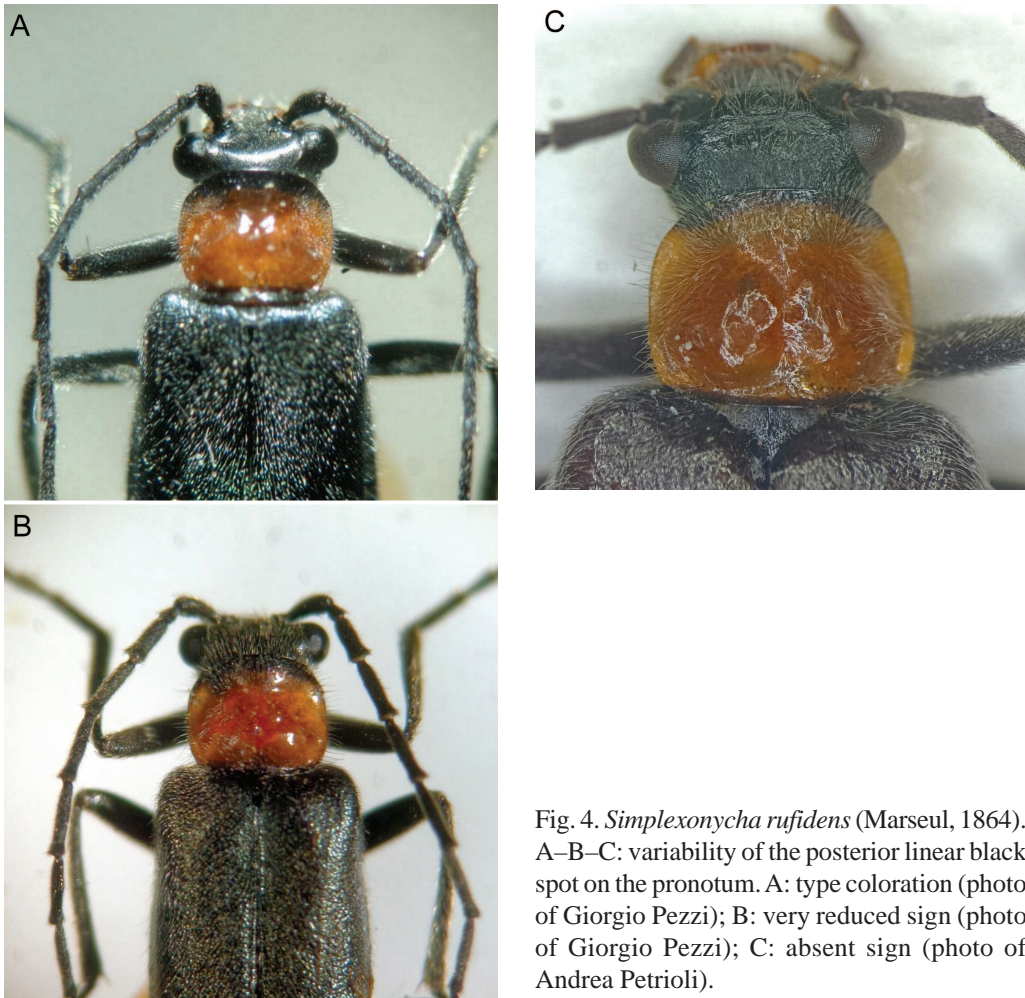 A
C
B
Fig. 4. Simplexonycha rufidens (Marseul, 1864).
A–B–C: variability of the posterior linear black
spot on the pronotum. A: type coloration (photo
of Giorgio Pezzi); B: very reduced sign (photo
of Giorgio Pezzi); C: absent sign (photo of
Andrea Petrioli).